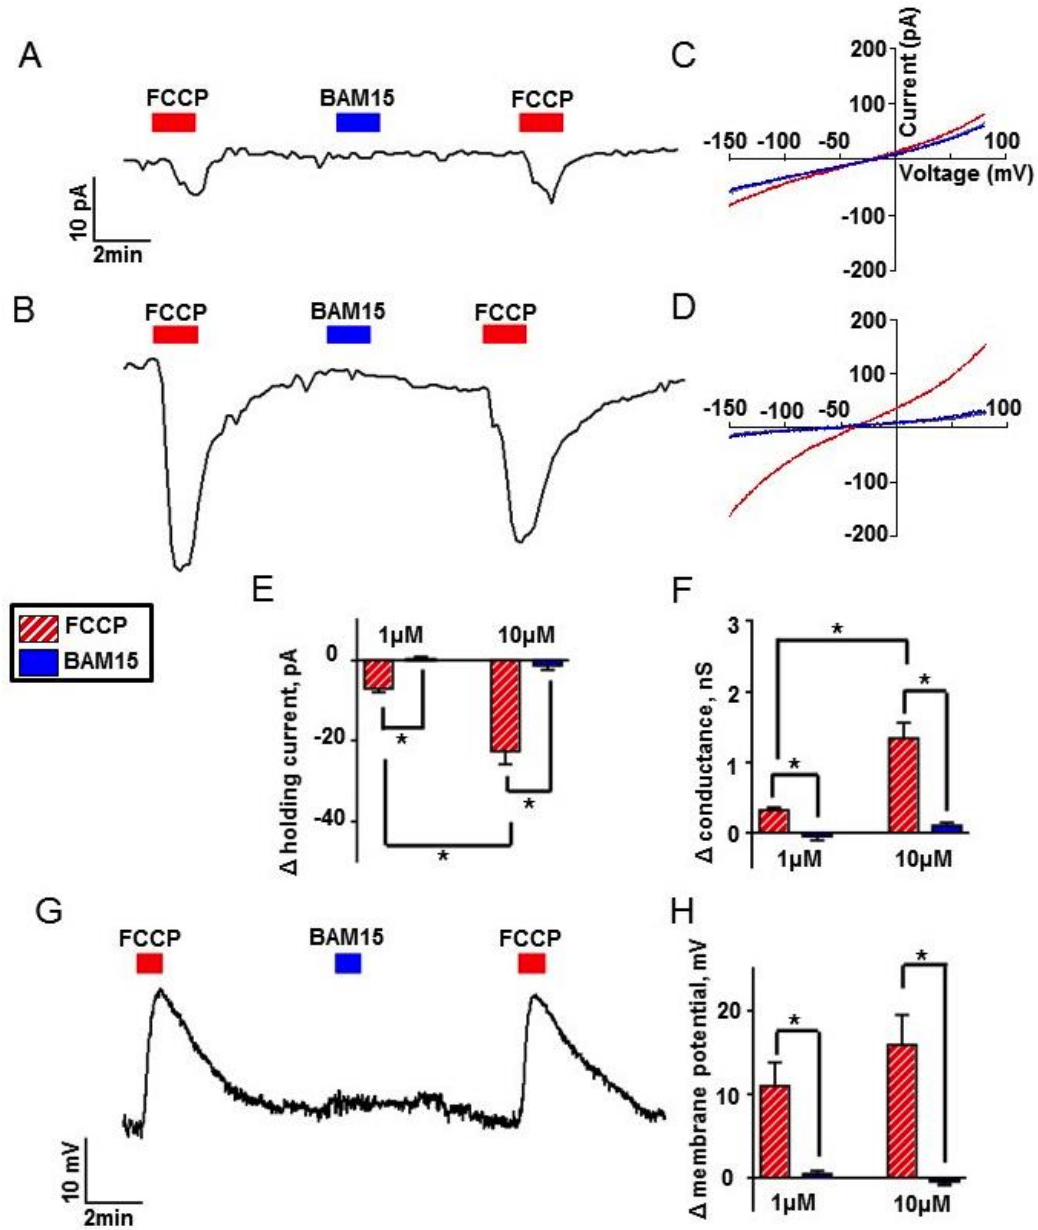 A
FCCP
BAM15
FCCP
10 pA
2min
C
Current (pA)
200
100
-150 -100 -50
100
Voltage (mV)
-100
-200
B
FCCP
BAM15
FCCP
D
200
100
-150 -100 -50
100
-100
-200
FCCP
BAM15
E
1µM
10µM
0
-20
-40
Δ holding current, pA
*
*
*
F
3
2
1
0
Δ conductance, nS
*
*
*
1µM
10µM
G
FCCP
BAM15
FCCP
10 mV
2min
H
Δ membrane potential, mV
20
10
0
*
*
1µM
10µM